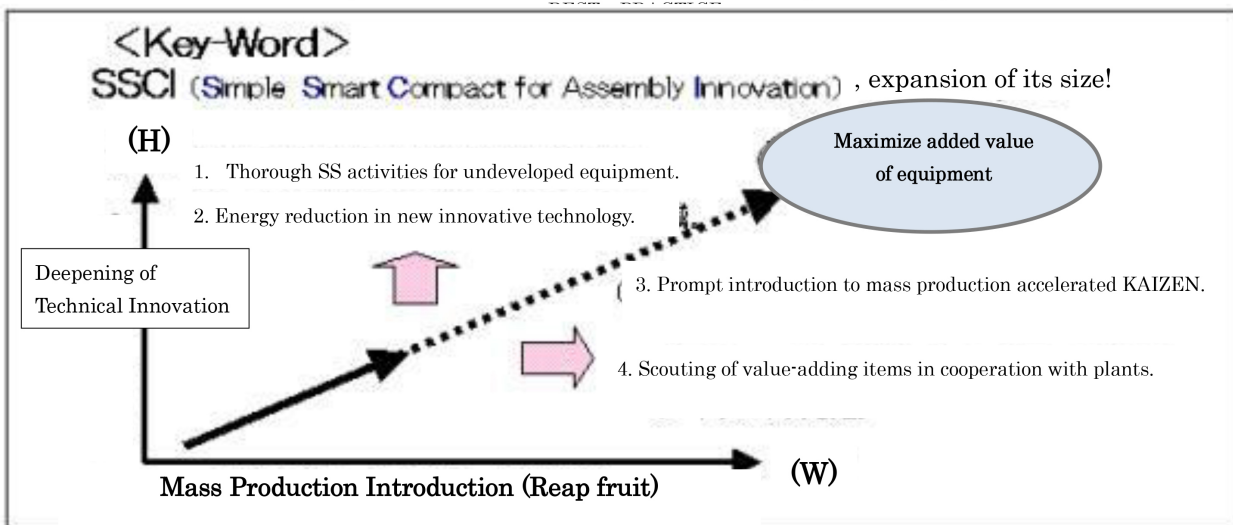 <Key-Word>
SSCI (Simple Smart Compact for Assembly Innovation) , expansion of its size!
(H)
Maximize added value
of equipment
1. Thorough SS activities for undeveloped equipment.
2. Energy reduction in new innovative technology.
Deepening of
Technical Innovation
3. Prompt introduction to mass production accelerated KAIZEN.
4. Scouting of value-adding items in cooperation with plants.
(W)
Mass Production Introduction (Reap fruit)